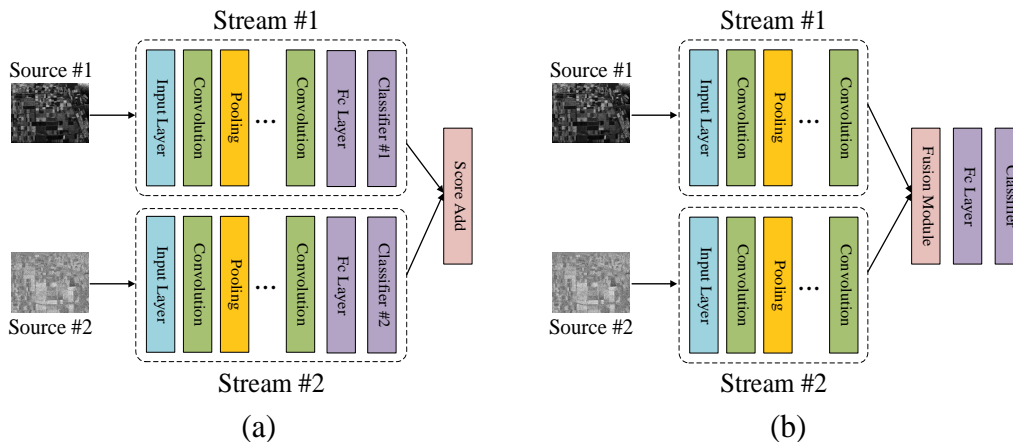 Stream #1
Source #1
Input Layer
Convolution
Pooling
...
Convolution
Fc Layer
Classifier #1
Score Add
Source #2
Input Layer
Convolution
Pooling
...
Convolution
Fc Layer
Classifier #2
Stream #2
(a)
Stream #1
Source #1
Input Layer
Convolution
Pooling
...
Convolution
Fusion Module
Fc Layer
Classifier
Source #2
Input Layer
Convolution
Pooling
...
Convolution
Stream #2
(b)